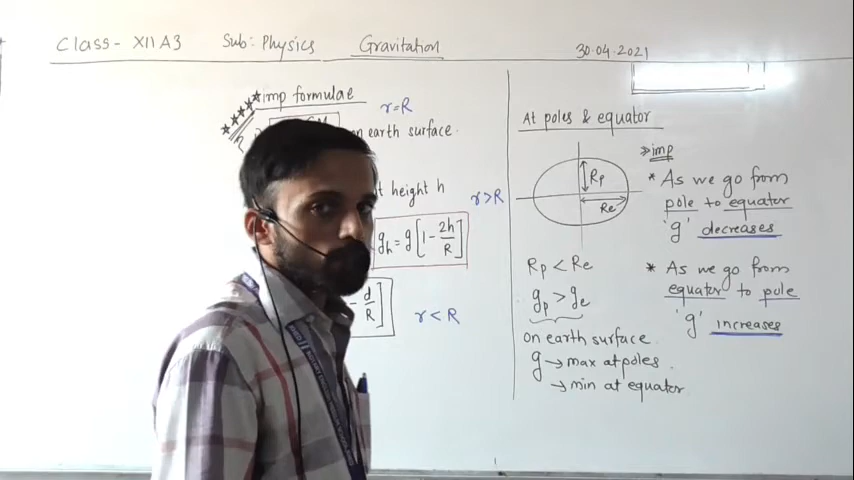 Class- XII A3 Sub: Physics Gravitation 30.04.2021
imp formulae
r=R
on earth surface.
height h
r>R
gh = g[1 - 2h/R]
- d/R]
r < R
At poles & equator
Rp
Re
Rp < Re
gp > ge
on earth surface.
g → max at poles.
→ min at equator
imp
* As we go from
pole to equator
'g' decreases
* As we go from
equator to pole
'g' increases